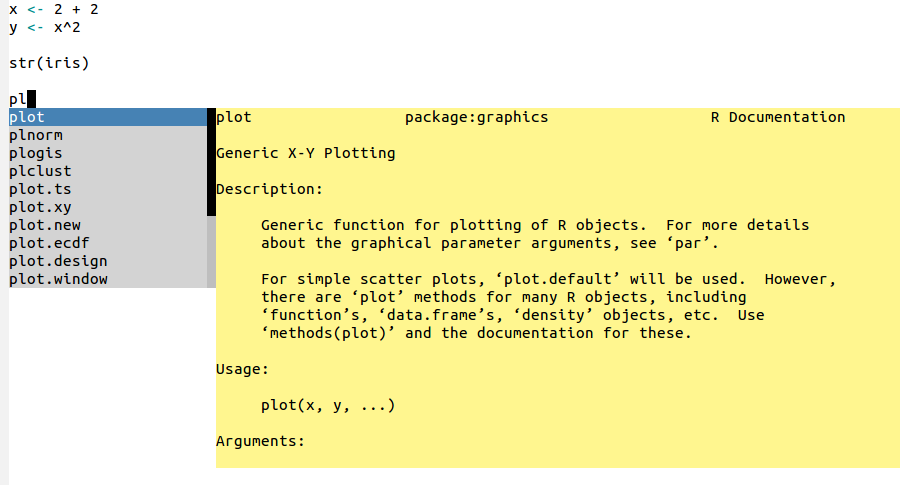 x <- 2 + 2
y <- x^2
str(iris)
pl
plot
plnorm
plogis
plclust
plot.ts
plot.xy
plot.new
plot.ecdf
plot.design
plot.window
plot package:graphics R Documentation
Generic X-Y Plotting
Description:
Generic function for plotting of R objects. For more details
about the graphical parameter arguments, see ‘par’.
For simple scatter plots, ‘plot.default’ will be used. However,
there are ‘plot’ methods for many R objects, including
‘function’s, ‘data.frame’s, ‘density’ objects, etc. Use
‘methods(plot)’ and the documentation for these.
Usage:
plot(x, y, ...)
Arguments: